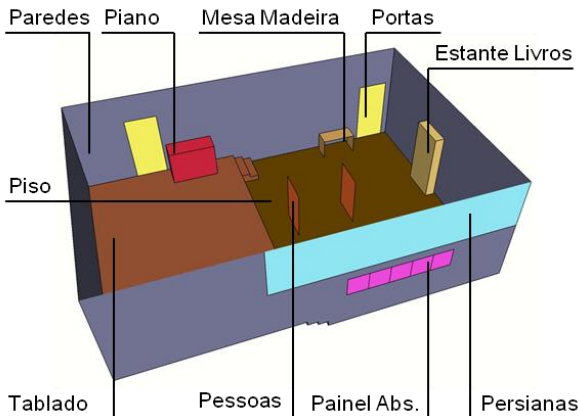 Paredes
Piano
Mesa Madeira
Portas
Estante Livros
Piso
Tablado
Pessoas
Painel Abs.
Persianas